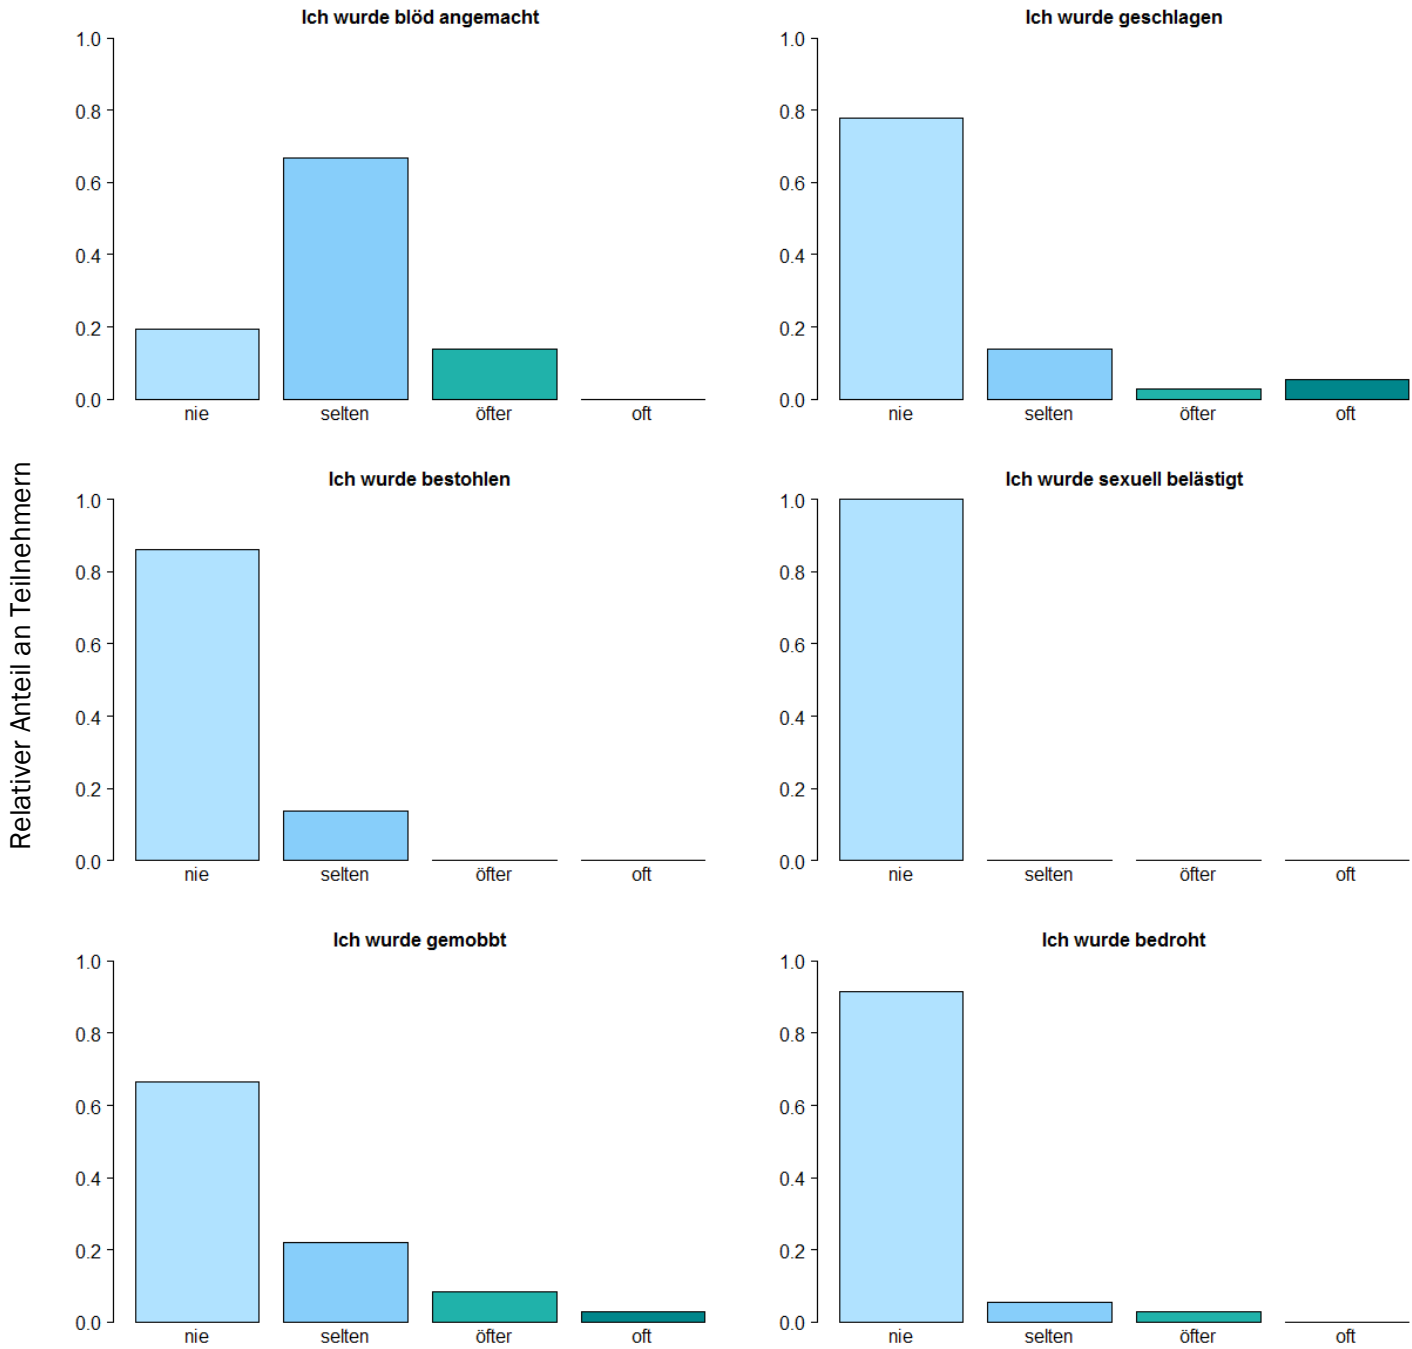 Relativer Anteil an Teilnehmern
Ich wurde blöd angemacht
1.0
0.8
0.6
0.4
0.2
0.0
nie selten öfter oft
Ich wurde geschlagen
1.0
0.8
0.6
0.4
0.2
0.0
nie selten öfter oft
Ich wurde bestohlen
1.0
0.8
0.6
0.4
0.2
0.0
nie selten öfter oft
Ich wurde sexuell belästigt
1.0
0.8
0.6
0.4
0.2
0.0
nie selten öfter oft
Ich wurde gemobbt
1.0
0.8
0.6
0.4
0.2
0.0
nie selten öfter oft
Ich wurde bedroht
1.0
0.8
0.6
0.4
0.2
0.0
nie selten öfter oft